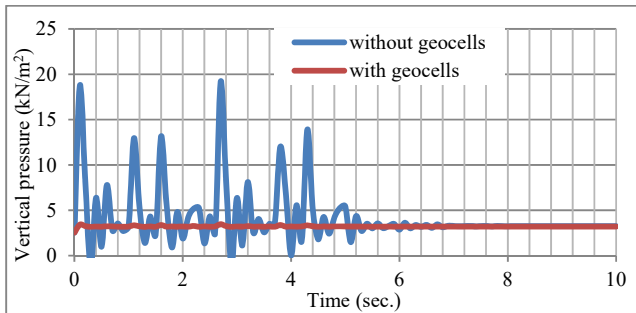 25
20
15
10
5
0
Vertical pressure (kN/m²)
without geocells
with geocells
0 2 4 6 8 10
Time (sec.)